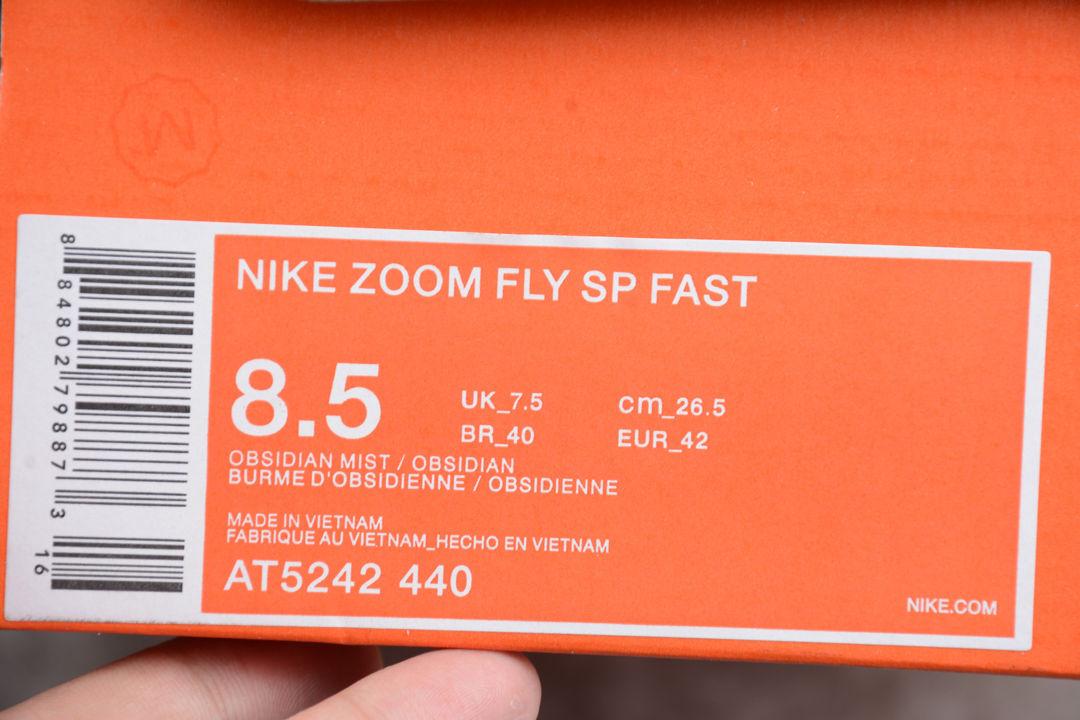 NIKE ZOOM FLY SP FAST
8.5
UK_7.5 cm_26.5
BR_40 EUR_42
OBSIDIAN MIST / OBSIDIAN
BURME D'OBSIDIENNE / OBSIDIENNE
MADE IN VIETNAM
FABRIQUE AU VIETNAM_HECHO EN VIETNAM
AT5242 440
NIKE.COM
8 84802 79887 3
16